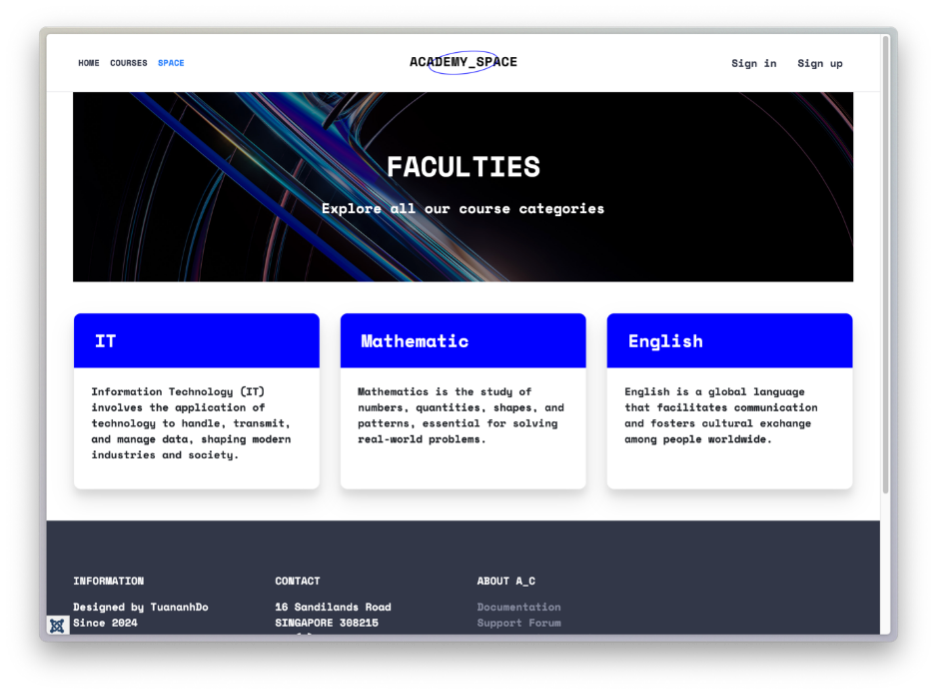 HOME COURSES SPACE
ACADEMY_SPACE
Sign in Sign up
FACULTIES
Explore all our course categories
IT
Information Technology (IT)
involves the application of
technology to handle, transmit,
and manage data, shaping modern
industries and society.
Mathematic
Mathematics is the study of
numbers, quantities, shapes, and
patterns, essential for solving
real-world problems.
English
English is a global language
that facilitates communication
and fosters cultural exchange
among people worldwide.
INFORMATION
Designed by TuananhDo
Since 2024
CONTACT
16 Sandilands Road
SINGAPORE 308215
ABOUT A_C
Documentation
Support Forum